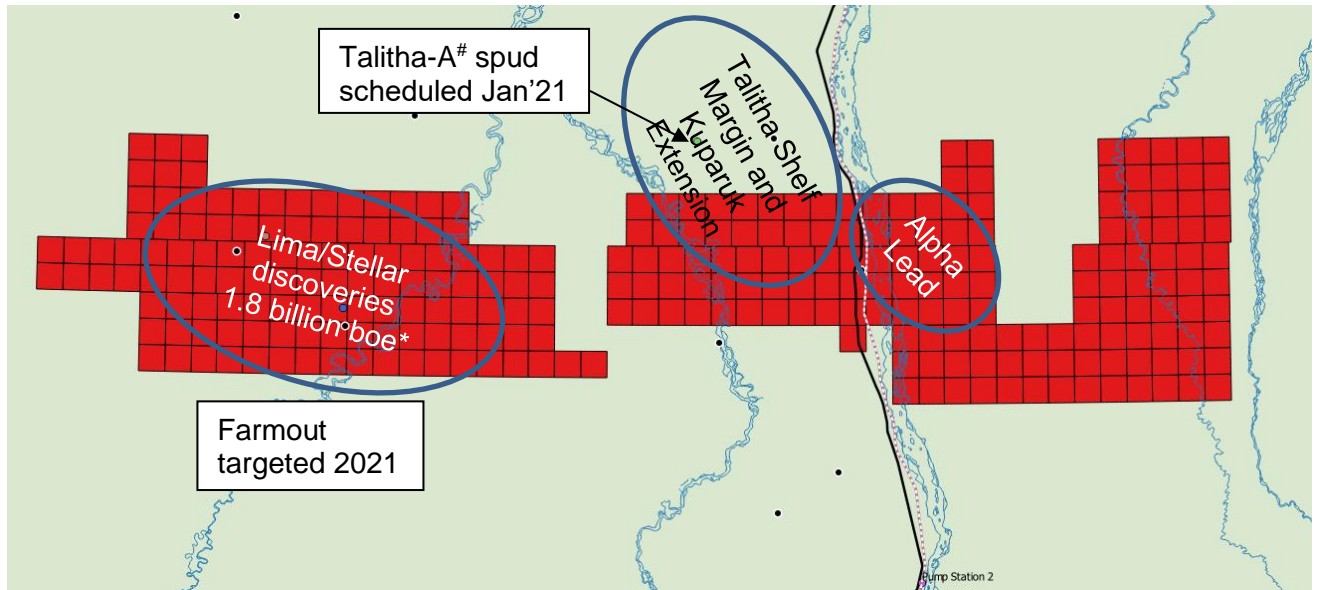 Talitha-A# spud
scheduled Jan'21
Talitha-Shelf
Margin and
Kuparuk
Extension
Alpha
Lead
Lima/Stellar
discoveries
1.8 billion boe*
Farmout
targeted 2021
Pump Station 2